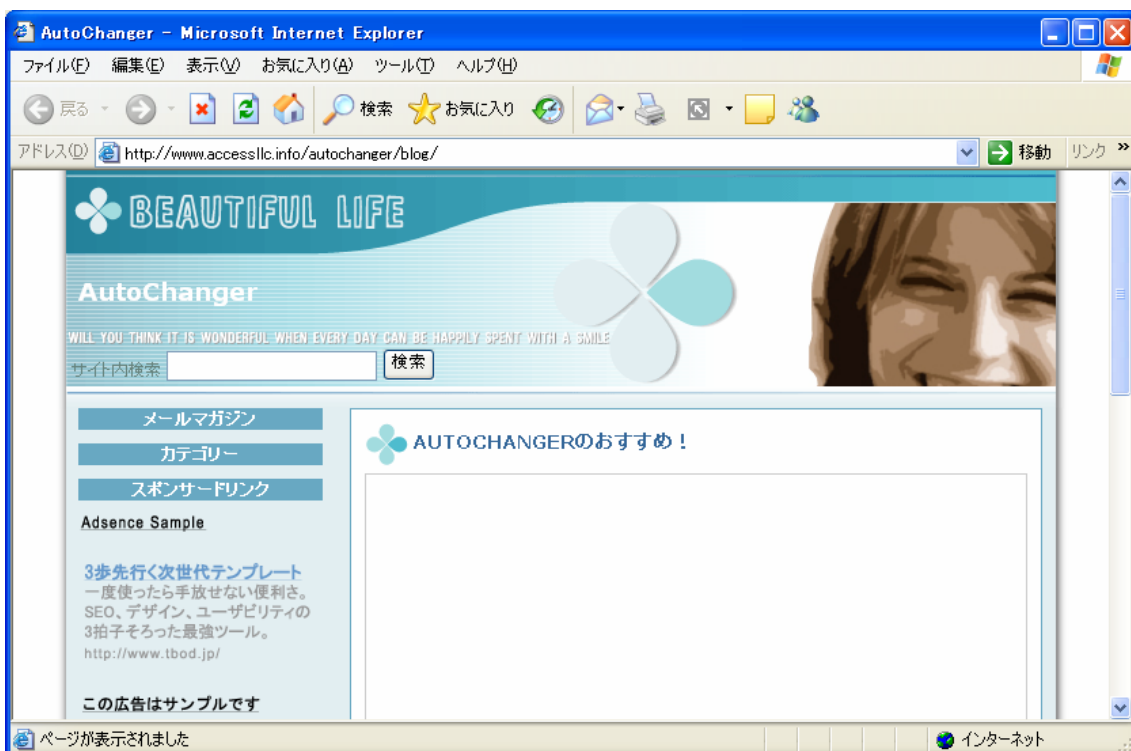 AutoChanger - Microsoft Internet Explorer
ファイル(F) 編集(E) 表示(V) お気に入り(A) ツール(T) ヘルプ(H)
戻る 検索 お気に入り
アドレス(D) http://www.accessllc.info/autochanger/blog/ 移動 リンク »
BEAUTIFUL LIFE
AutoChanger
WILL YOU THINK IT IS WONDERFUL WHEN EVERY DAY CAN BE HAPPILY SPENT WITH A SMILE
サイト内検索 検索
メールマガジン
カテゴリー
スポンサードリンク
Adsence Sample
3歩先行く次世代テンプレート
一度使ったら手放せない便利さ。
SEO、デザイン、ユーザビリティの
3拍子そろった最強ツール。
http://www.tbod.jp/
この広告はサンプルです
AUTOCHANGERのおすすめ！
ページが表示されました インターネット